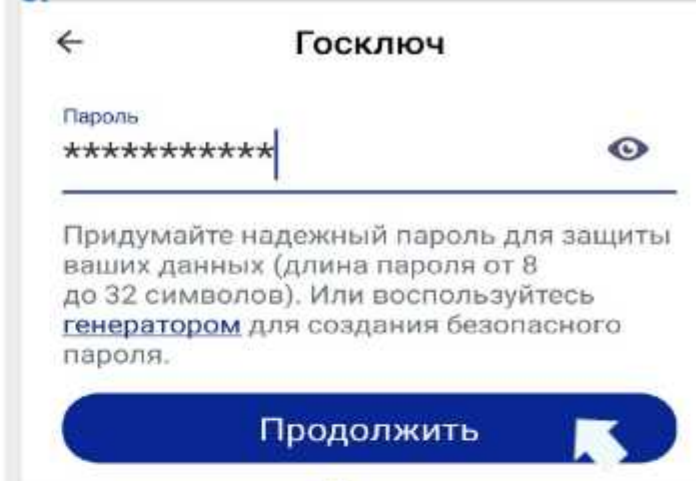 Госключ
Пароль
***********
Придумайте надежный пароль для защиты
ваших данных (длина пароля от 8
до 32 символов). Или воспользуйтесь
генератором для создания безопасного
пароля.
Продолжить